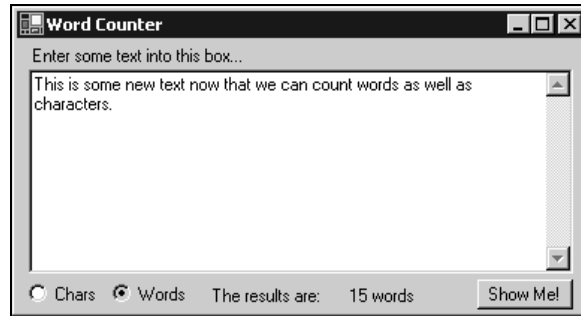 Word Counter
Enter some text into this box...
This is some new text now that we can count words as well as
characters.
Chars Words The results are: 15 words Show Me!